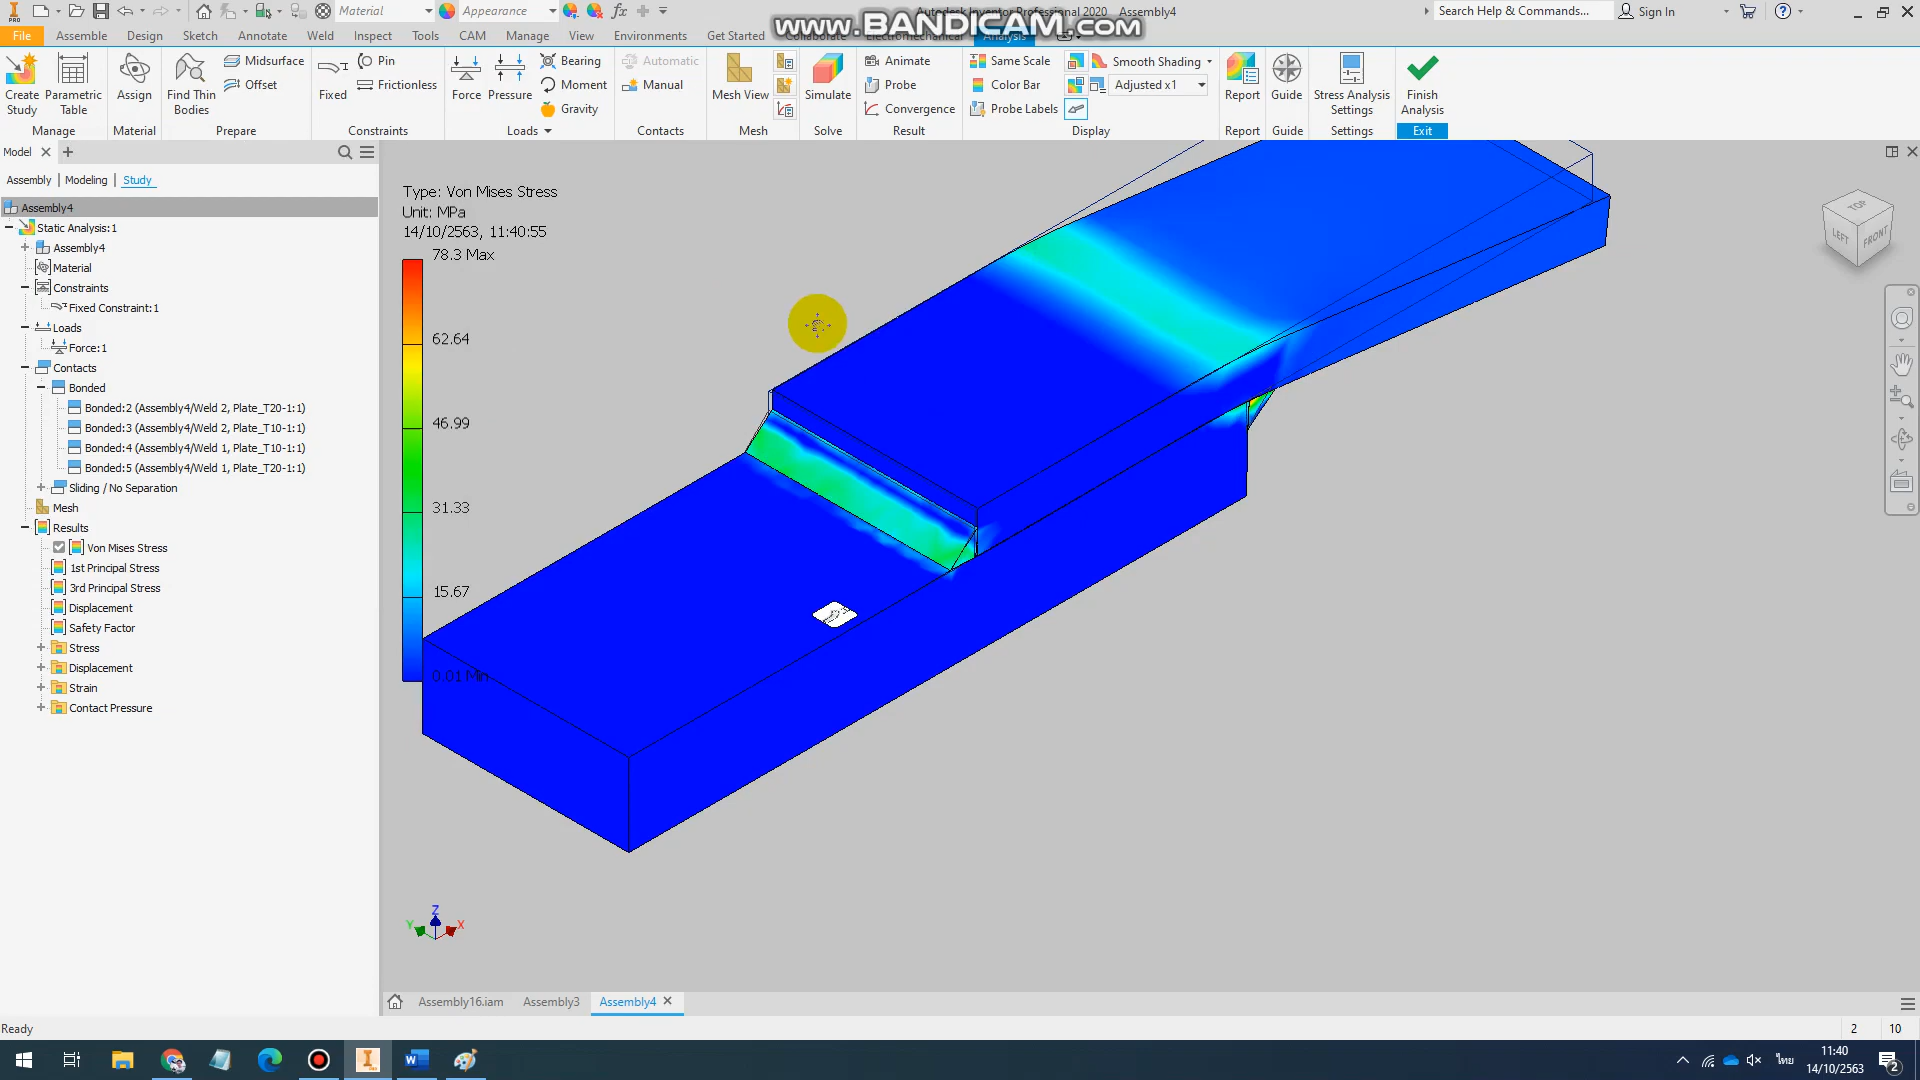 Material
Appearance
Autodesk Inventor Professional 2020 Assembly4
www.BANDICAM.com
Search Help & Commands...
Sign In
File
Assemble
Design
Sketch
Annotate
Weld
Inspect
Tools
CAM
Manage
View
Environments
Get Started
Collaborate
Electromechanical
Analysis
Create Study
Parametric Table
Assign
Find Thin Bodies
Midsurface
Offset
Fixed
Pin
Frictionless
Force
Pressure
Bearing
Moment
Gravity
Automatic
Manual
Mesh View
Simulate
Animate
Probe
Convergence
Same Scale
Color Bar
Probe Labels
Smooth Shading
Adjusted x1
Report
Guide
Stress Analysis Settings
Finish Analysis
Manage
Material
Prepare
Constraints
Loads
Contacts
Mesh
Solve
Result
Display
Report
Guide
Settings
Exit
Model
Assembly
Modeling
Study
Assembly4
Static Analysis:1
Assembly4
Material
Constraints
Fixed Constraint:1
Loads
Force:1
Contacts
Bonded
Bonded:2 (Assembly4/Weld 2, Plate_T20-1:1)
Bonded:3 (Assembly4/Weld 2, Plate_T10-1:1)
Bonded:4 (Assembly4/Weld 1, Plate_T10-1:1)
Bonded:5 (Assembly4/Weld 1, Plate_T20-1:1)
Sliding / No Separation
Mesh
Results
Von Mises Stress
1st Principal Stress
3rd Principal Stress
Displacement
Safety Factor
Stress
Displacement
Strain
Contact Pressure
Type: Von Mises Stress
Unit: MPa
14/10/2563, 11:40:55
78.3 Max
62.64
46.99
31.33
15.67
0.01 Min
TOP
LEFT
FRONT
Z
Y
X
Assembly16.iam
Assembly3
Assembly4
Ready
2
10
ไทย
11:40
14/10/2563
2